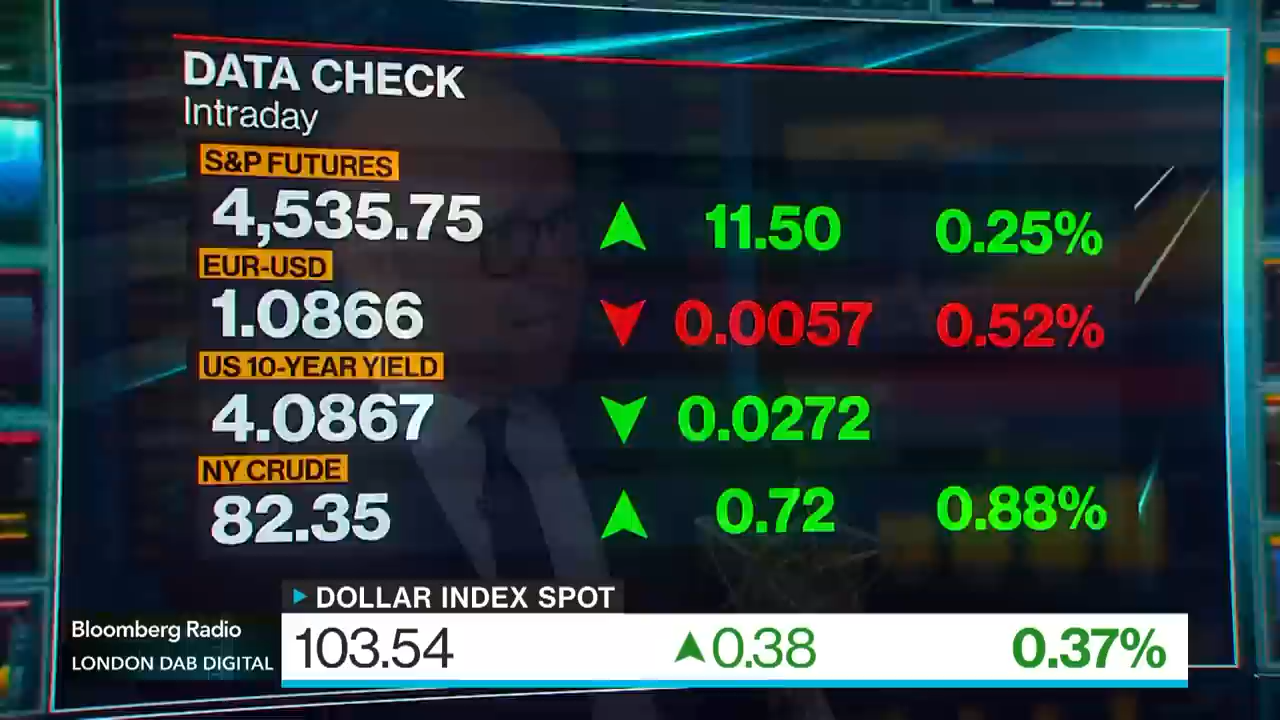 DATA CHECK
Intraday
S&P FUTURES
4,535.75 ▲ 11.50 0.25%
EUR-USD
1.0866 ▼ 0.0057 0.52%
US 10-YEAR YIELD
4.0867 ▼ 0.0272
NY CRUDE
82.35 ▲ 0.72 0.88%
▶ DOLLAR INDEX SPOT
Bloomberg Radio
LONDON DAB DIGITAL
103.54 ▲0.38 0.37%